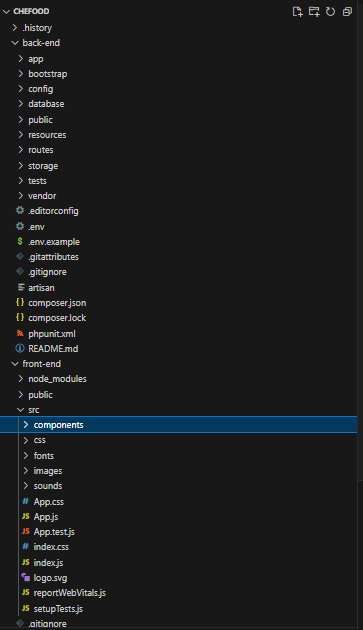 CHEFOOD
.history
back-end
app
bootstrap
config
database
public
resources
routes
storage
tests
vendor
.editorconfig
.env
$ .env.example
.gitattributes
.gitignore
artisan
{} composer.json
{} composer.lock
phpunit.xml
README.md
front-end
node_modules
public
src
components
css
fonts
images
sounds
# App.css
JS App.js
JS App.test.js
# index.css
JS index.js
logo.svg
JS reportWebVitals.js
JS setupTests.js
.gitignore